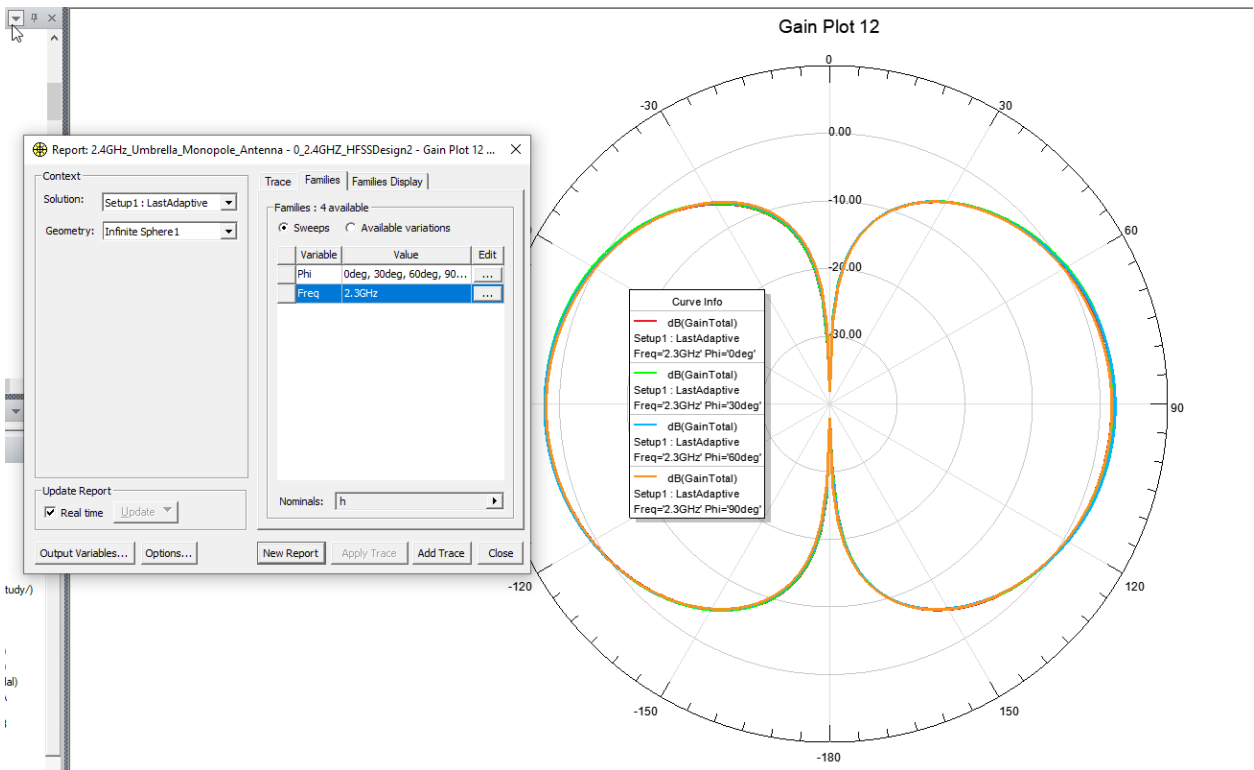 Gain Plot 12
Report: 2.4GHz_Umbrella_Monopole_Antenna - 0_2.4GHZ_HFSSDesign2 - Gain Plot 12 ...
Context
Solution:
Setup1 : LastAdaptive
Geometry:
Infinite Sphere1
Update Report
Real time
Update
Output Variables...
Options...
Trace
Families
Families Display
Families : 4 available
Sweeps
Available variations
Variable
Value
Edit
Phi
0deg, 30deg, 60deg, 90...
...
Freq
2.3GHz
...
Nominals:
h
New Report
Apply Trace
Add Trace
Close
0
30
60
90
120
150
-180
-150
-120
-30
0.00
-10.00
-20.00
-30.00
Curve Info
dB(GainTotal)
Setup1 : LastAdaptive
Freq='2.3GHz' Phi='0deg'
dB(GainTotal)
Setup1 : LastAdaptive
Freq='2.3GHz' Phi='30deg'
dB(GainTotal)
Setup1 : LastAdaptive
Freq='2.3GHz' Phi='60deg'
dB(GainTotal)
Setup1 : LastAdaptive
Freq='2.3GHz' Phi='90deg'
tudy/)